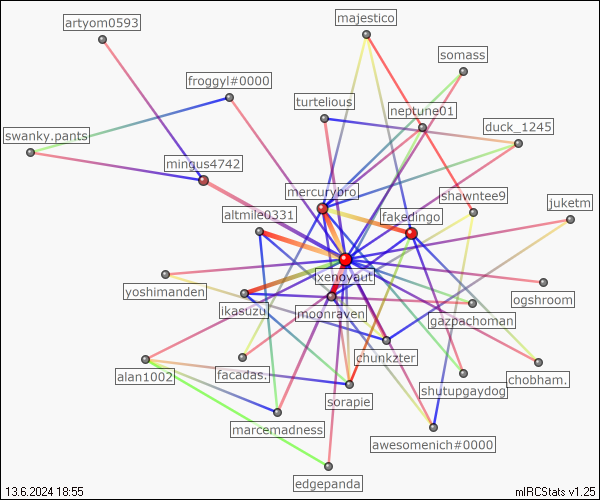 artyom0593
majestico
somass
froggyl#0000
turtelious
neptune01
duck_1245
swanky.pants
mingus4742
mercurybro
shawntee9
juketm
altmile0331
fakedingo
xenovaut
yoshimanden
ikasuzu
moonraven
ogshroom
gazpachoman
chunkzter
alan1002
facadas.
shutupgaydog
chobham.
sorapie
marcemadness
awesomenich#0000
edgepanda
13.6.2024 18:55
mIRCStats v1.25